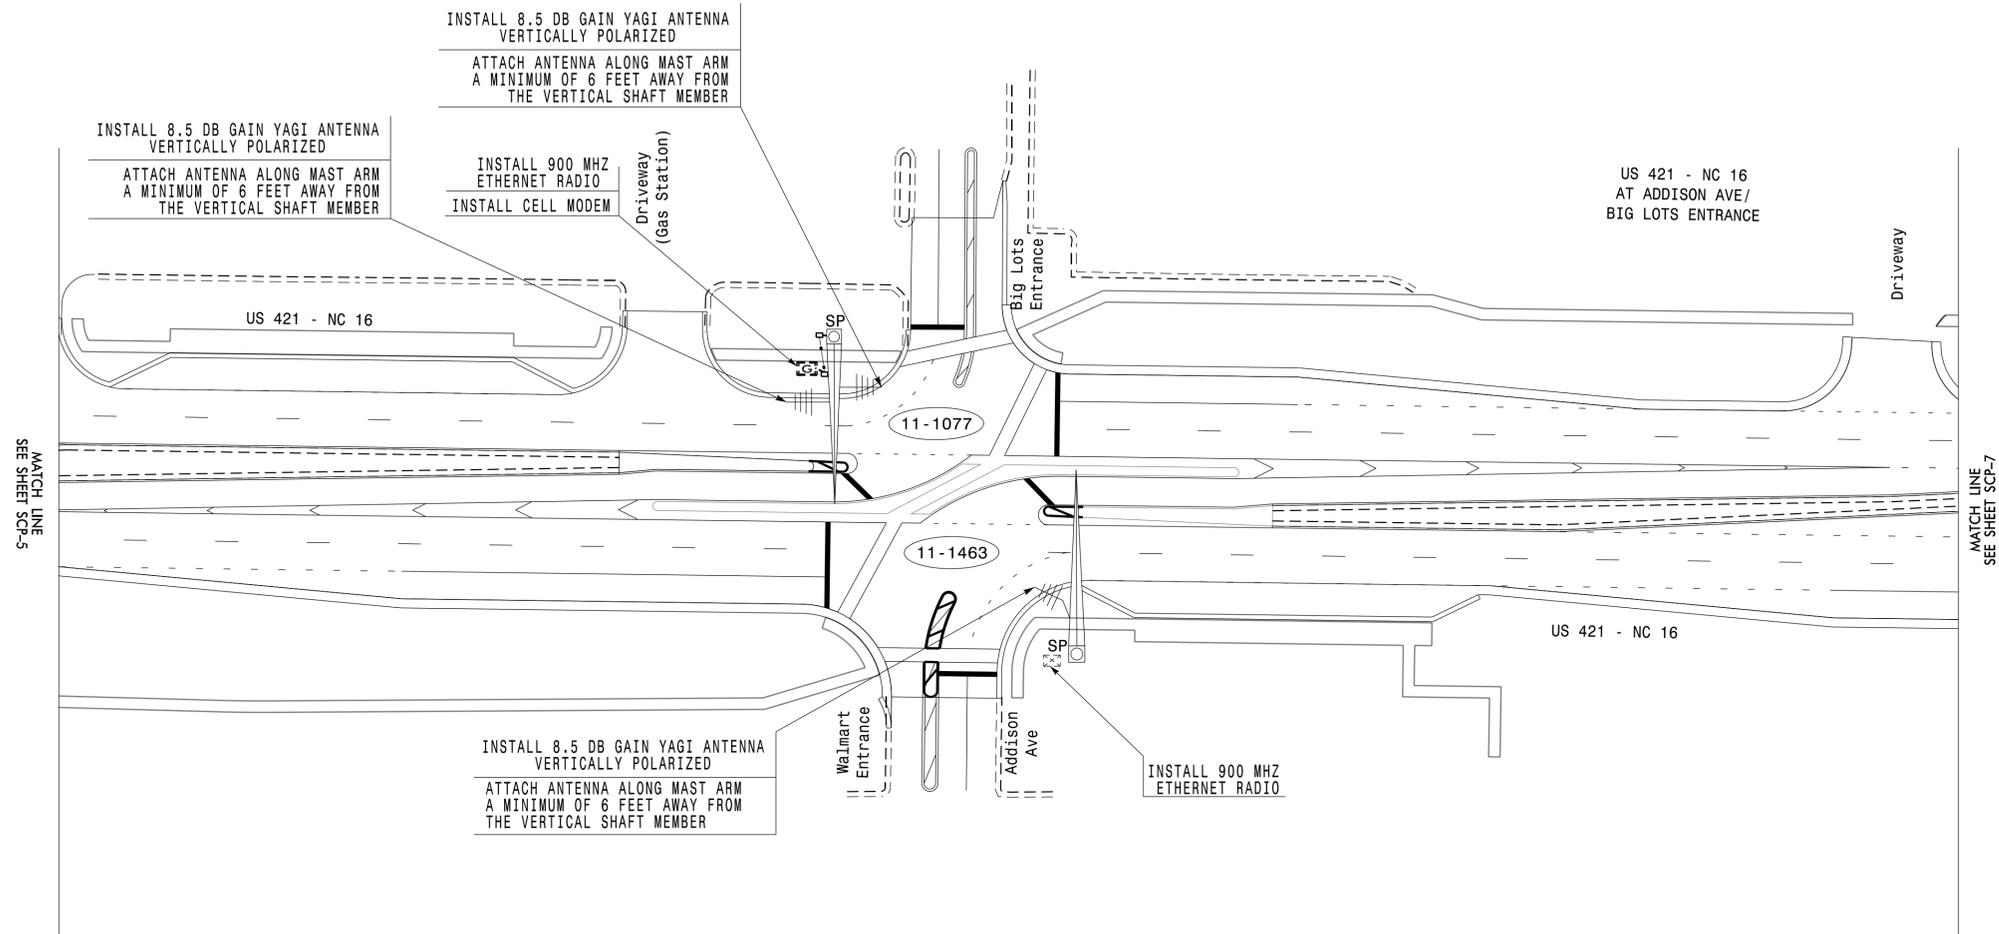 INSTALL 8.5 DB GAIN YAGI ANTENNA
VERTICALLY POLARIZED
ATTACH ANTENNA ALONG MAST ARM
A MINIMUM OF 6 FEET AWAY FROM
THE VERTICAL SHAFT MEMBER
INSTALL 8.5 DB GAIN YAGI ANTENNA
VERTICALLY POLARIZED
ATTACH ANTENNA ALONG MAST ARM
A MINIMUM OF 6 FEET AWAY FROM
THE VERTICAL SHAFT MEMBER
INSTALL 900 MHZ
ETHERNET RADIO
INSTALL CELL MODEM
Driveway
(Gas Station)
US 421 - NC 16
AT ADDISON AVE/
BIG LOTS ENTRANCE
Big Lots
Entrance
Driveway
US 421 - NC 16
SP
G
11-1077
MATCH LINE
SEE SHEET SCP-5
MATCH LINE
SEE SHEET SCP-7
11-1463
US 421 - NC 16
SP
x
Walmart
Entrance
Addison
Ave
INSTALL 8.5 DB GAIN YAGI ANTENNA
VERTICALLY POLARIZED
ATTACH ANTENNA ALONG MAST ARM
A MINIMUM OF 6 FEET AWAY FROM
THE VERTICAL SHAFT MEMBER
INSTALL 900 MHZ
ETHERNET RADIO